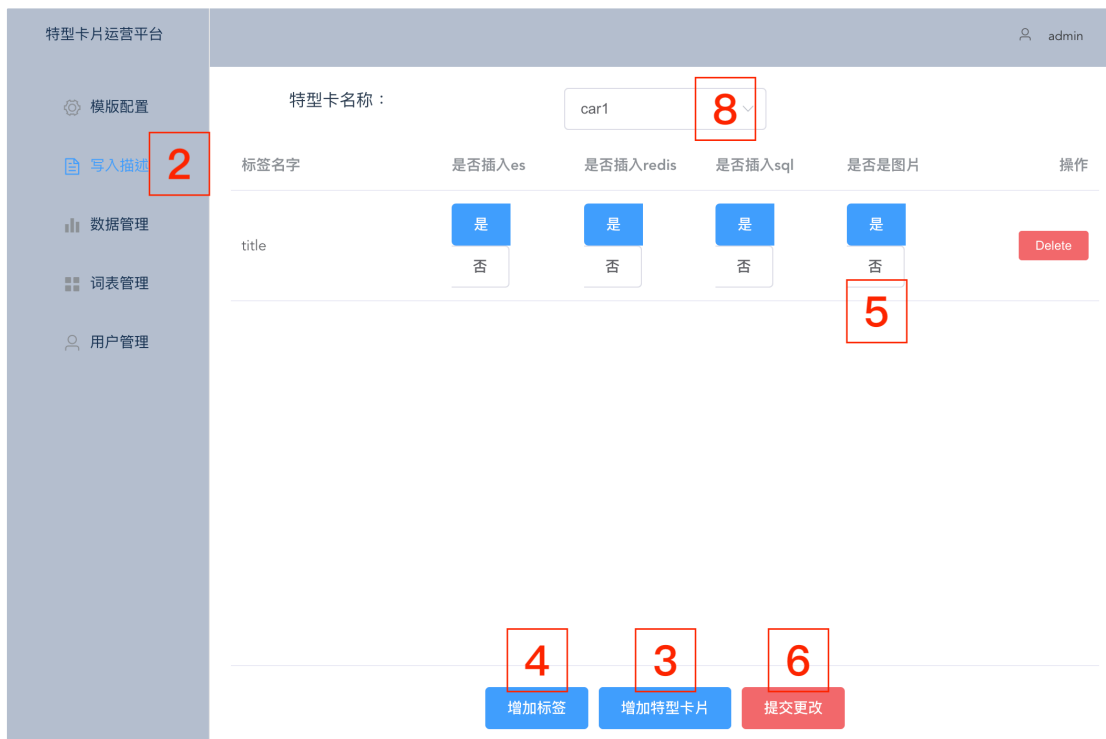 特型卡片运营平台
admin
模版配置
写入描述
2
数据管理
词表管理
用户管理
特型卡名称：
car1
8
标签名字 是否插入es 是否插入redis 是否插入sql 是否是图片 操作
title 是 是 是 是 Delete
否 否 否 否
5
4 3 6
增加标签 增加特型卡片 提交更改